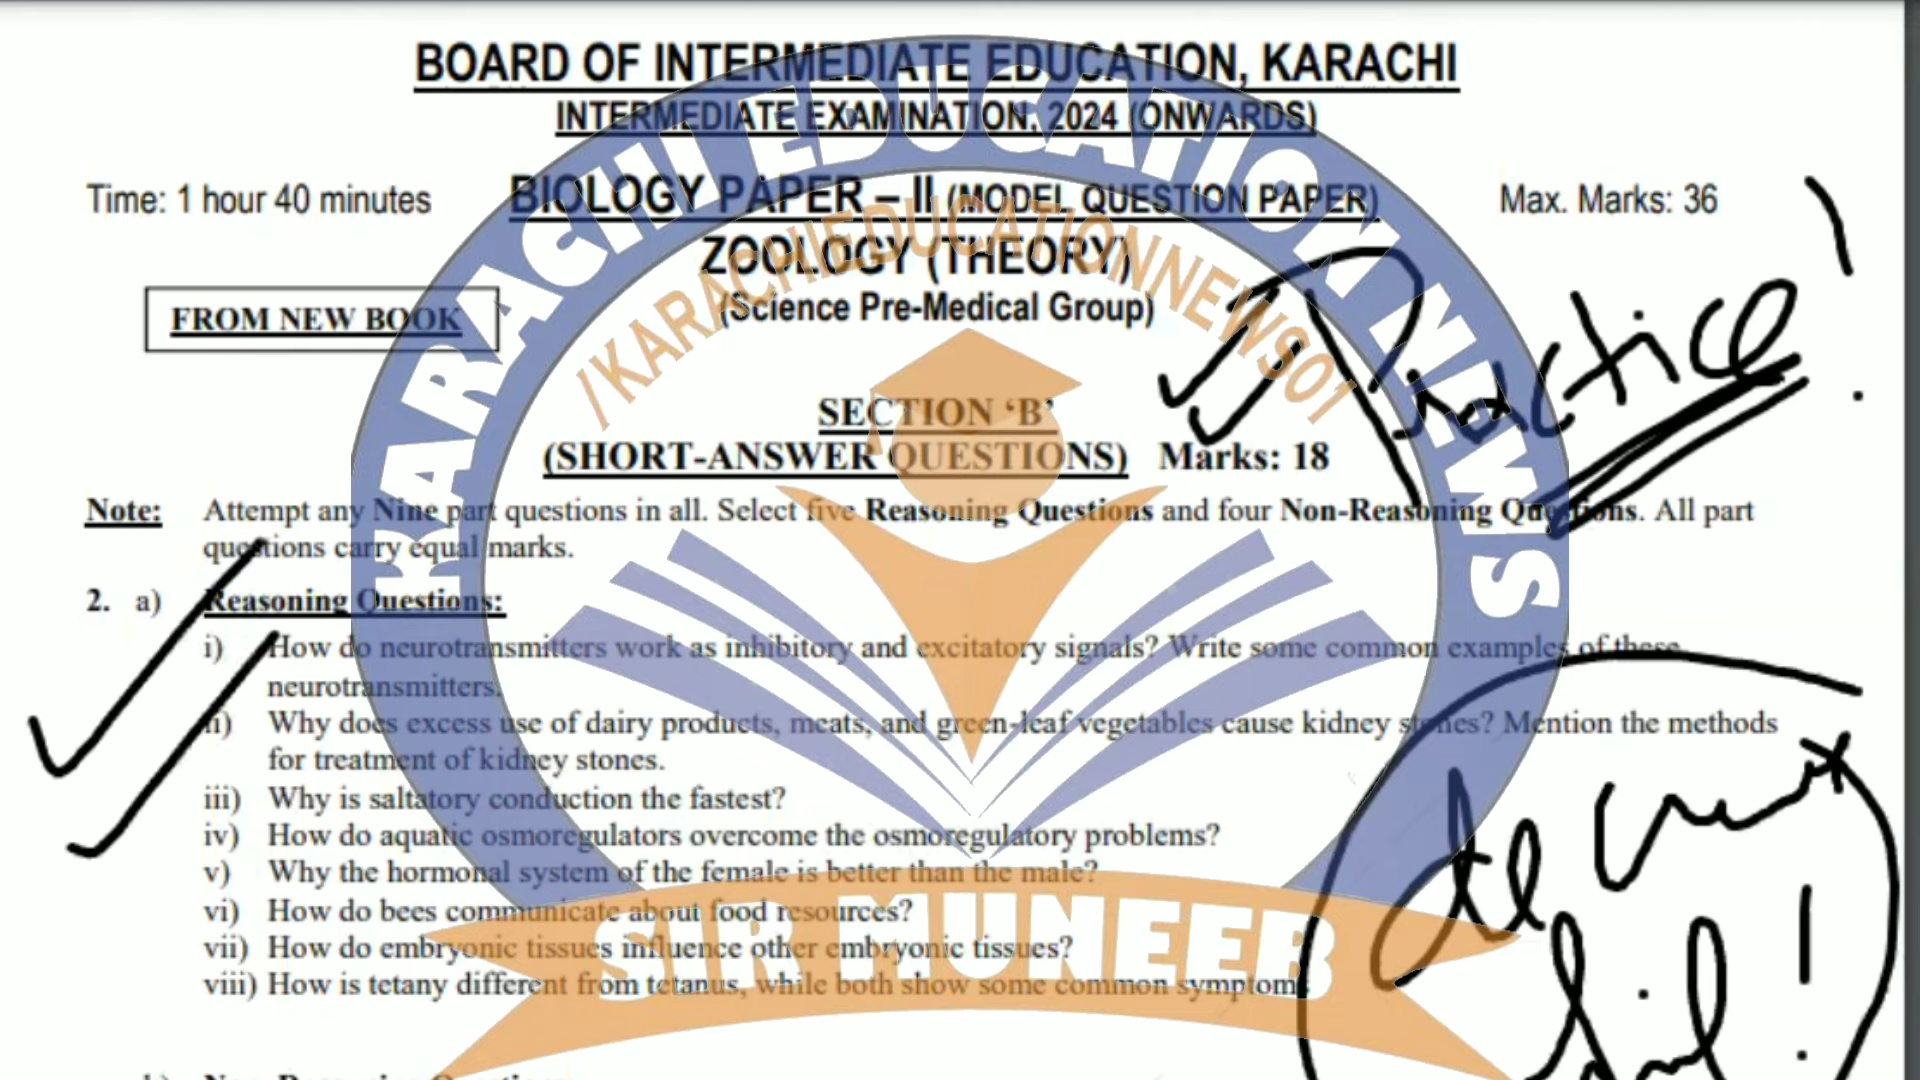 BOARD OF INTERMEDIATE EDUCATION, KARACHI
INTERMEDIATE EXAMINATION, 2024 (ONWARDS)
Time: 1 hour 40 minutes BIOLOGY PAPER – II (MODEL QUESTION PAPER) Max. Marks: 36
ZOOLOGY (THEORY)
(Science Pre-Medical Group)
FROM NEW BOOK
KARACHI EDUCATION NEWS
/KARACHIEDUCATIONNEWS01
Practice!
SECTION ‘B’
(SHORT-ANSWER QUESTIONS) Marks: 18
Note: Attempt any Nine part questions in all. Select five Reasoning Questions and four Non-Reasoning Questions. All part
questions carry equal marks.
2. a) Reasoning Questions:
i) How do neurotransmitters work as inhibitory and excitatory signals? Write some common examples of these
neurotransmitters.
ii) Why does excess use of dairy products, meats, and green-leaf vegetables cause kidney stones? Mention the methods
for treatment of kidney stones.
iii) Why is saltatory conduction the fastest?
iv) How do aquatic osmoregulators overcome the osmoregulatory problems?
v) Why the hormonal system of the female is better than the male?
vi) How do bees communicate about food resources?
vii) How do embryonic tissues influence other embryonic tissues?
viii) How is tetany different from tetanus, while both show some common symptoms
SIR MUNEEB